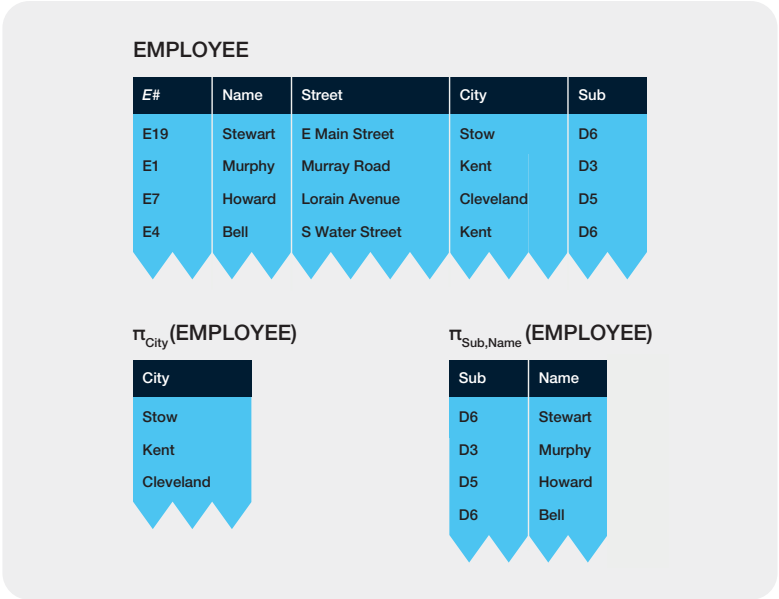 EMPLOYEE
E# Name Street City Sub
E19 Stewart E Main Street Stow D6
E1 Murphy Murray Road Kent D3
E7 Howard Lorain Avenue Cleveland D5
E4 Bell S Water Street Kent D6
πCity(EMPLOYEE)
City
Stow
Kent
Cleveland
πSub,Name (EMPLOYEE)
Sub Name
D6 Stewart
D3 Murphy
D5 Howard
D6 Bell